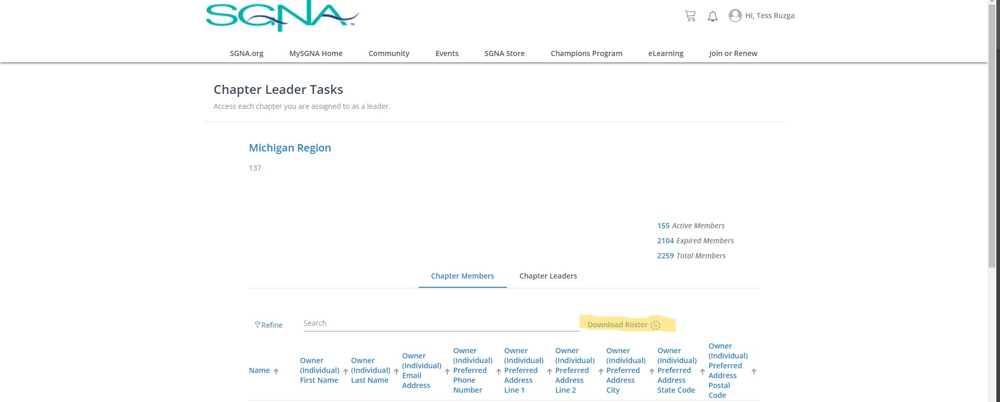 SGNA™
Hi, Tess Ruzga
SGNA.org MySGNA Home Community Events SGNA Store Champions Program eLearning Join or Renew
Chapter Leader Tasks
Access each chapter you are assigned to as a leader.
Michigan Region
137
155 Active Members
2104 Expired Members
2259 Total Members
Chapter Members Chapter Leaders
Refine Search Download Roster
Name
Owner
(Individual)
First Name
Owner
(Individual)
Last Name
Owner
(Individual)
Email
Address
Owner
(Individual)
Preferred
Phone
Number
Owner
(Individual)
Preferred
Address
Line 1
Owner
(Individual)
Preferred
Address
Line 2
Owner
(Individual)
Preferred
Address
City
Owner
(Individual)
Preferred
Address
State Code
Owner
(Individual)
Preferred
Address
Postal
Code